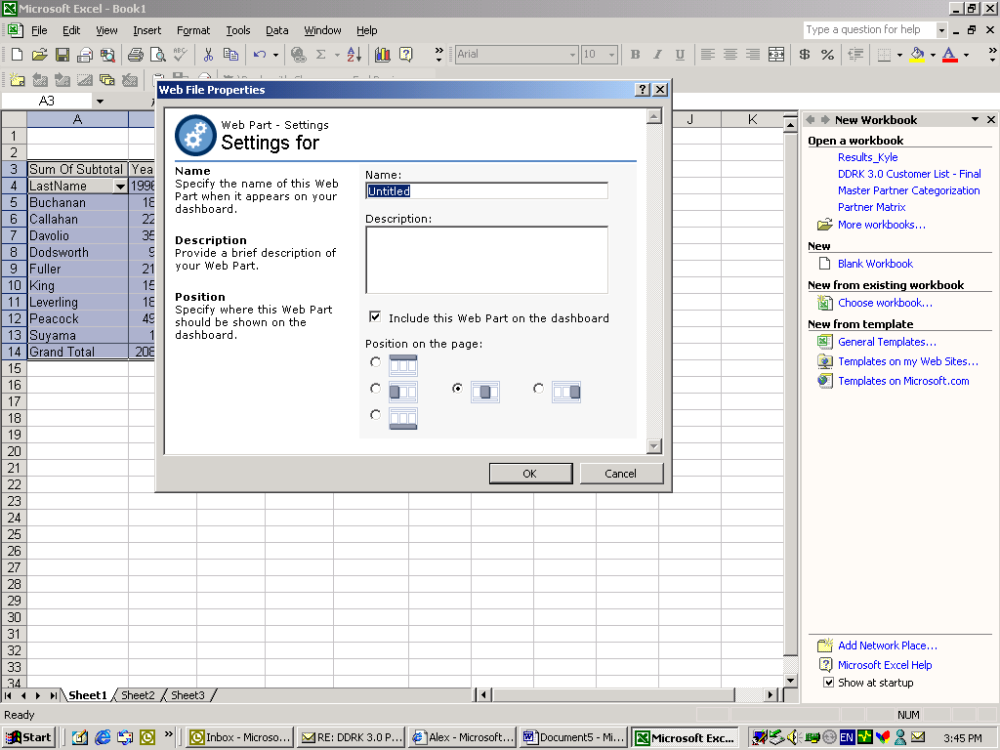 Microsoft Excel - Book1
File Edit View Insert Format Tools Data Window Help
Type a question for help
Arial 10 B I U $ %
A3
Web File Properties
Web Part - Settings
Settings for
Name
Specify the name of this Web
Part when it appears on your
dashboard.
Description
Provide a brief description of
your Web Part.
Position
Specify where this Web Part
should be shown on the
dashboard.
Name:
Untitled
Description:
Include this Web Part on the dashboard
Position on the page:
OK Cancel
A J K
1
2
3 Sum Of Subtotal Yea
4 LastName 1996
5 Buchanan 18
6 Callahan 22
7 Davolio 35
8 Dodsworth 9
9 Fuller 21
10 King 15
11 Leverling 18
12 Peacock 49
13 Suyama 1
14 Grand Total 208
15
16
17
18
19
20
21
22
23
24
25
26
27
28
29
30
31
32
33
34
New Workbook
Open a workbook
Results_Kyle
DDRK 3.0 Customer List - Final
Master Partner Categorization
Partner Matrix
More workbooks...
New
Blank Workbook
New from existing workbook
Choose workbook...
New from template
General Templates...
Templates on my Web Sites...
Templates on Microsoft.com
Add Network Place...
Microsoft Excel Help
Show at startup
Sheet1 Sheet2 Sheet3
Ready NUM
Start Inbox - Microso... RE: DDRK 3.0 P... Alex - Microsoft... Document5 - Mi... Microsoft Exc... EN 3:45 PM